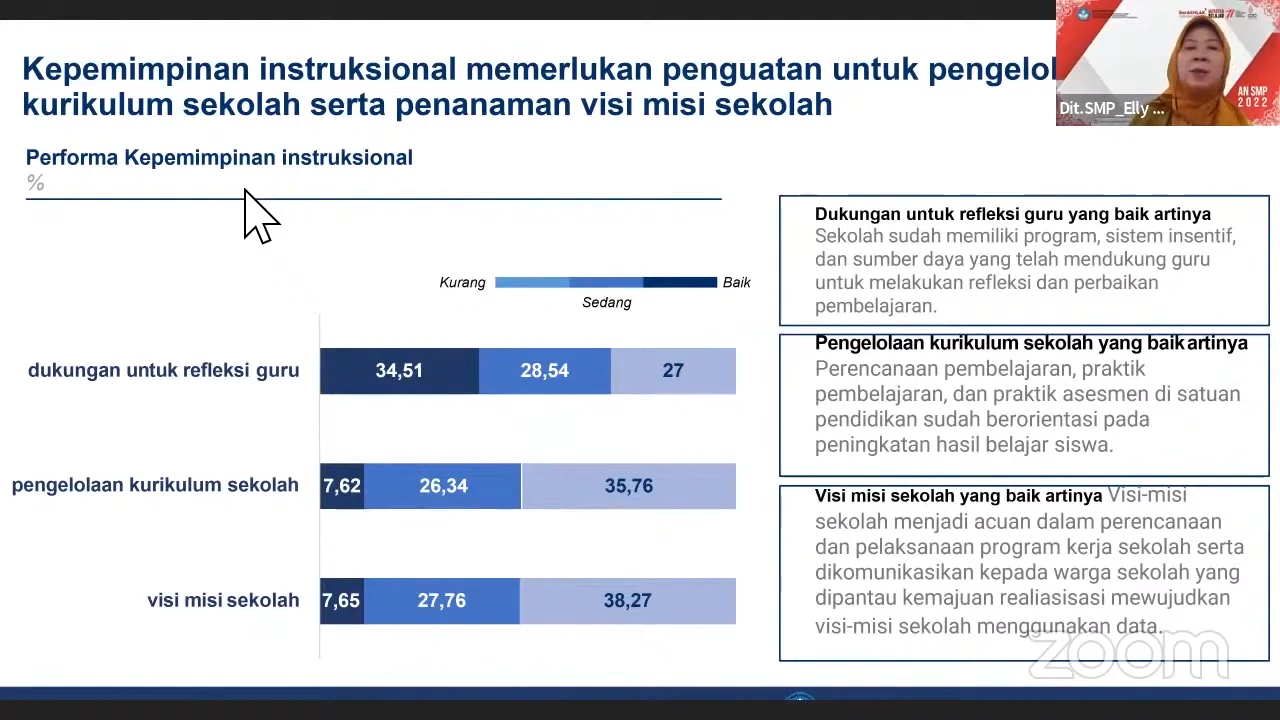 Kepemimpinan instruksional memerlukan penguatan untuk
kurikulum sekolah serta penanaman visi misi sekolah
Dit.SMP_Elly ...
AN SMP
2022
Performa Kepemimpinan instruksional
%
Kurang
Baik
Sedang
dukungan untuk refleksi guru
34,51
28,54
27
pengelolaan kurikulum sekolah
7,62
26,34
35,76
visi misi sekolah
7,65
27,76
38,27
Dukungan untuk refleksi guru yang baik artinya
Sekolah sudah memiliki program, sistem insentif,
dan sumber daya yang telah mendukung guru
untuk melakukan refleksi dan perbaikan
pembelajaran.
Pengelolaan kurikulum sekolah yang baik artinya
Perencanaan pembelajaran, praktik
pembelajaran, dan praktik asesmen di satuan
pendidikan sudah berorientasi pada
peningkatan hasil belajar siswa.
Visi misi sekolah yang baik artinya Visi-misi
sekolah menjadi acuan dalam perencanaan
dan pelaksanaan program kerja sekolah serta
dikomunikasikan kepada warga sekolah yang
dipantau kemajuan realiasisasi mewujudkan
visi-misi sekolah menggunakan data.
zoom